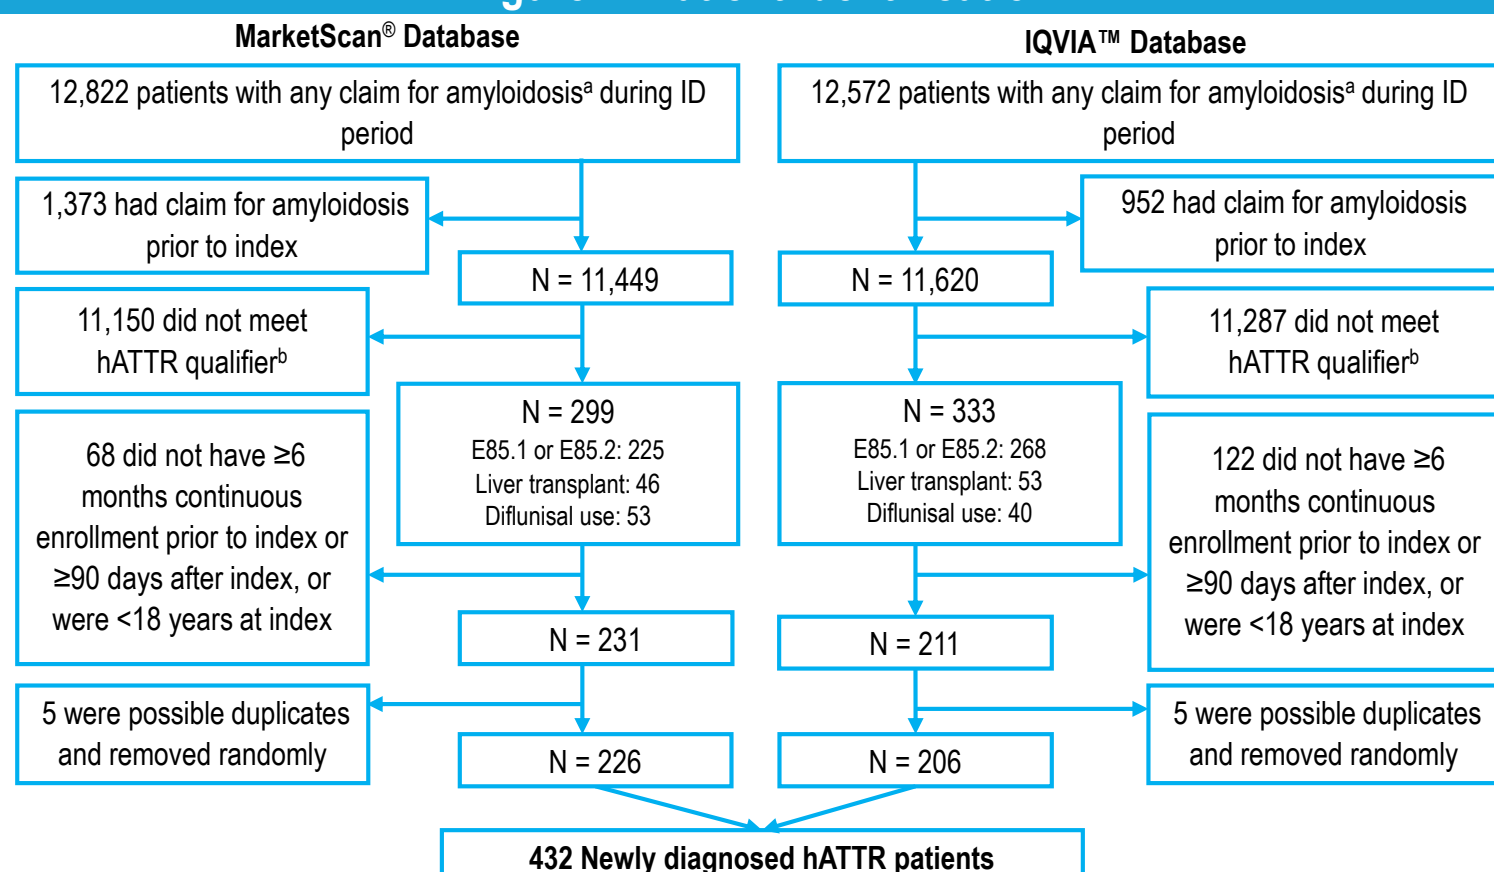 MarketScan® Database
12,822 patients with any claim for amyloidosisᵃ during ID
period
1,373 had claim for amyloidosis
prior to index
N = 11,449
11,150 did not meet
hATTR qualifierᵇ
N = 299
E85.1 or E85.2: 225
Liver transplant: 46
Diflunisal use: 53
68 did not have ≥6
months continuous
enrollment prior to index or
≥90 days after index, or
were <18 years at index
N = 231
5 were possible duplicates
and removed randomly
N = 226
IQVIA™ Database
12,572 patients with any claim for amyloidosisᵃ during ID
period
952 had claim for amyloidosis
prior to index
N = 11,620
11,287 did not meet
hATTR qualifierᵇ
N = 333
E85.1 or E85.2: 268
Liver transplant: 53
Diflunisal use: 40
122 did not have ≥6
months continuous
enrollment prior to index or
≥90 days after index, or
were <18 years at index
N = 211
5 were possible duplicates
and removed randomly
N = 206
432 Newly diagnosed hATTR patients